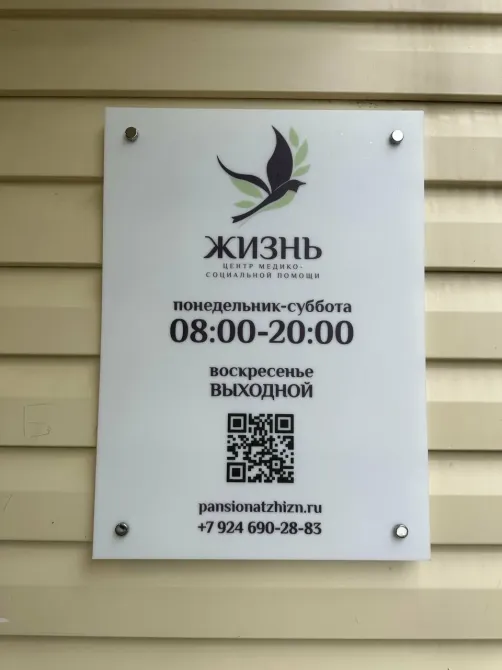 ЖИЗНЬ
ЦЕНТР МЕДИКО-
СОЦИАЛЬНОЙ ПОМОЩИ
понедельник-суббота
08:00-20:00
воскресенье
ВЫХОДНОЙ
pansionatzhizn.ru
+7 924 690-28-83